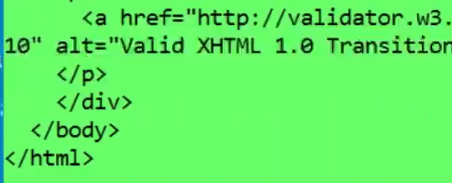 <a href="http://validator.w3.
10" alt="Valid XHTML 1.0 Transition
</p>
</div>
</body>
</html>